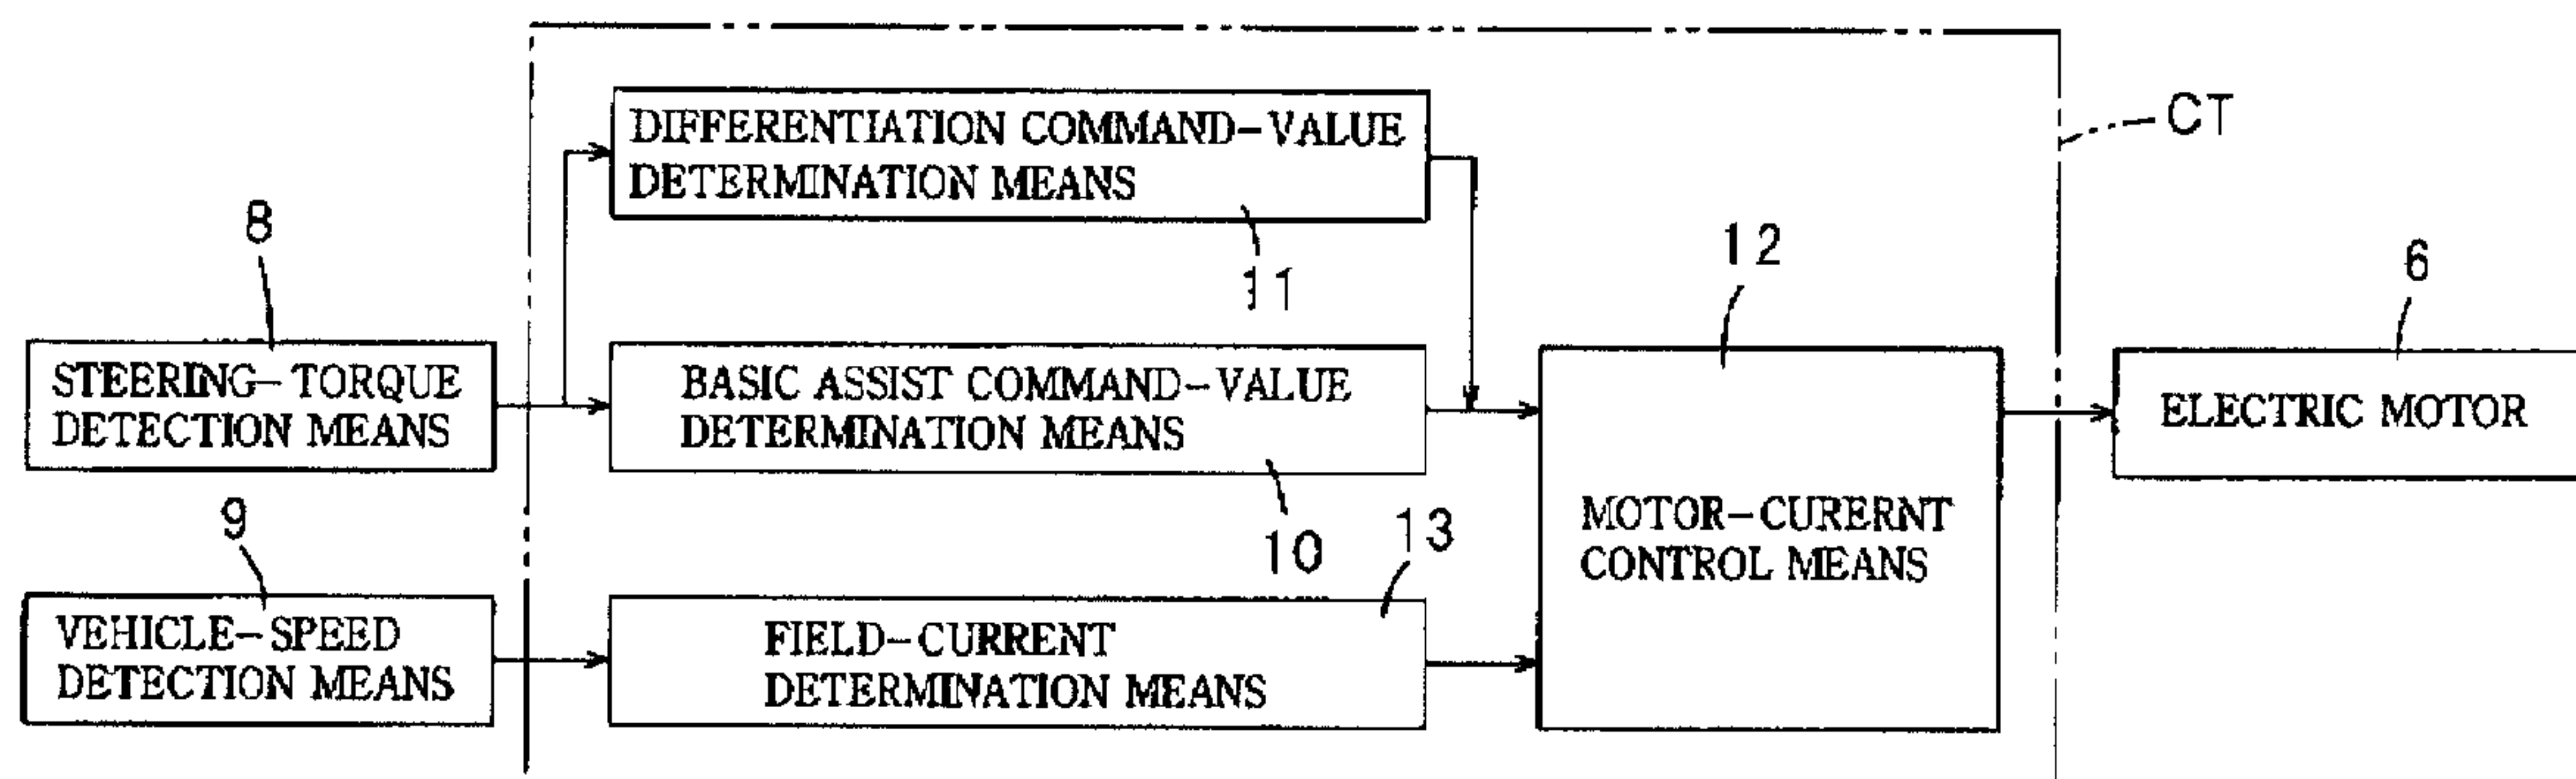 DIFFERENTIATION COMMAND-VALUE
DETERMINATION MEANS
CT
11
8
STEERING-TORQUE
DETECTION MEANS
BASIC ASSIST COMMAND-VALUE
DETERMINATION MEANS
10
12
MOTOR-CURERNT
CONTROL MEANS
6
ELECTRIC MOTOR
9
VEHICLE-SPEED
DETECTION MEANS
13
FIELD-CURRENT
DETERMINATION MEANS